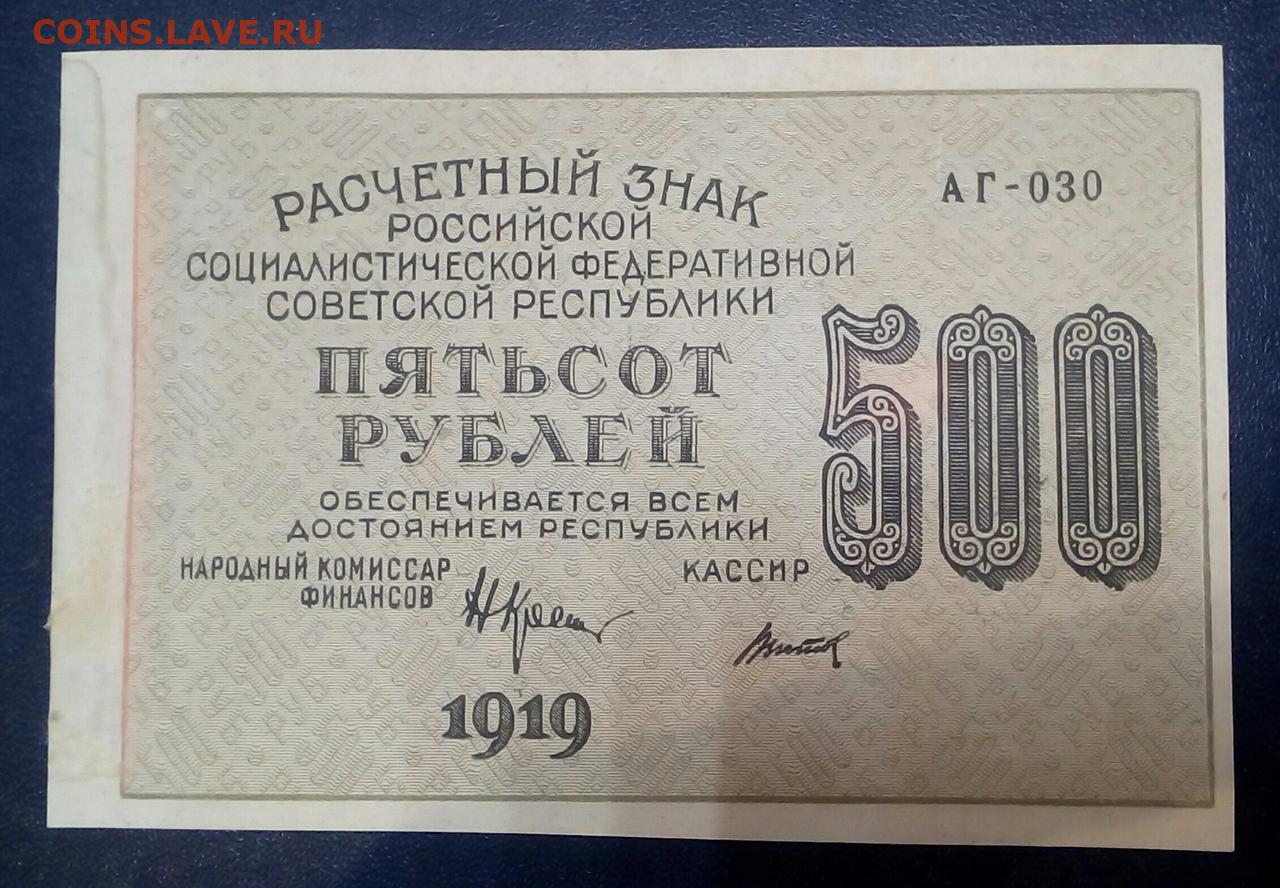 COINS.LAVE.RU
АГ-030
РАСЧЕТНЫЙ ЗНАК
РОССИЙСКОЙ
СОЦИАЛИСТИЧЕСКОЙ ФЕДЕРАТИВНОЙ
СОВЕТСКОЙ РЕСПУБЛИКИ
ПЯТЬСОТ
РУБЛЕЙ
500
ОБЕСПЕЧИВАЕТСЯ ВСЕМ
ДОСТОЯНИЕМ РЕСПУБЛИКИ
НАРОДНЫЙ КОМИССАР
ФИНАНСОВ
КАССИР
1919